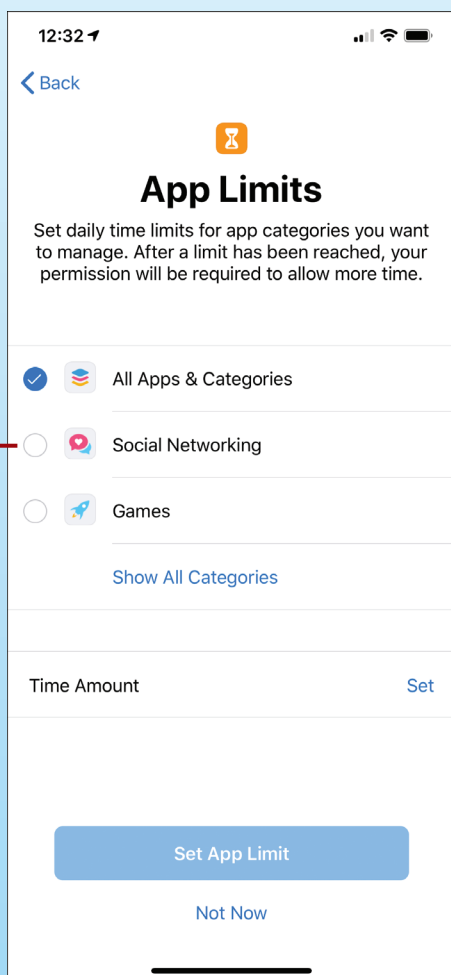 12:32
Back
App Limits
Set daily time limits for app categories you want
to manage. After a limit has been reached, your
permission will be required to allow more time.
All Apps & Categories
Social Networking
Games
Show All Categories
Time Amount Set
Set App Limit
Not Now